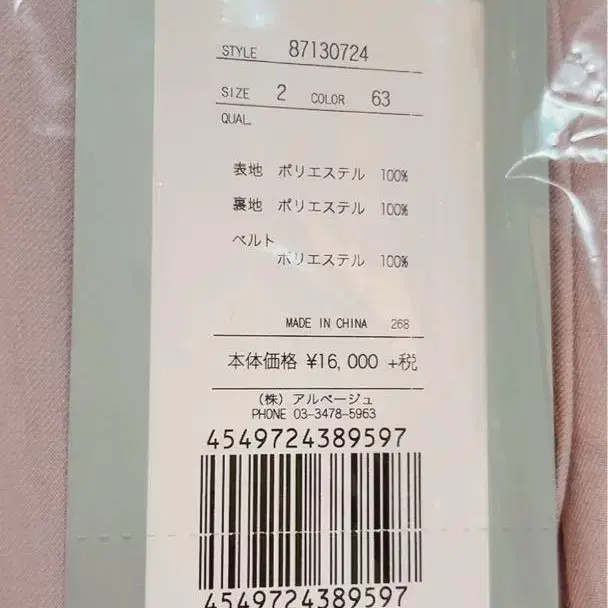 STYLE 87130724
SIZE 2 COLOR 63
QUAL
表地 ポリエステル 100%
裏地 ポリエステル 100%
ベルト
ポリエステル 100%
MADE IN CHINA 268
本体価格 ¥16,000 +税
(株) アルページュ
PHONE 03-3478-5963
4549724389597
4549724389597